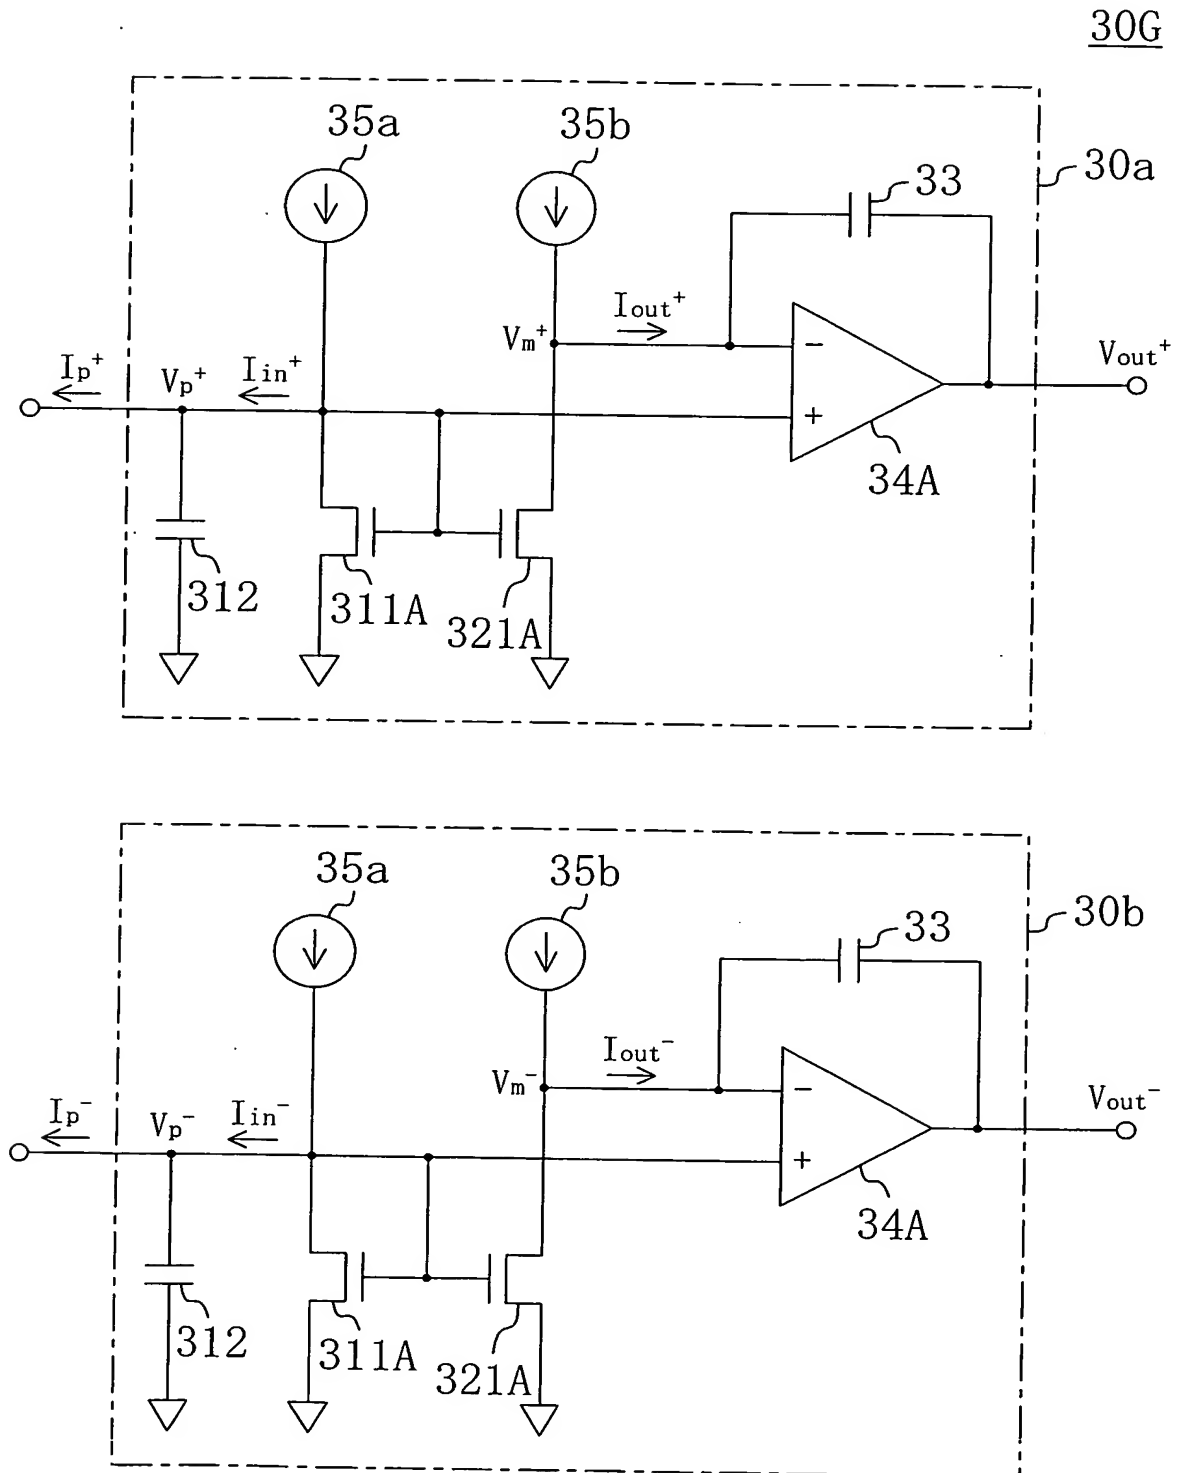 30G
35a
35b
33
30a
Iout+
Vm+
−
Vout+
Ip+
Vp+
Iin+
+
34A
312
311A
321A
35a
35b
33
30b
Iout−
Vm−
−
Vout−
Ip−
Vp−
Iin−
+
34A
312
311A
321A